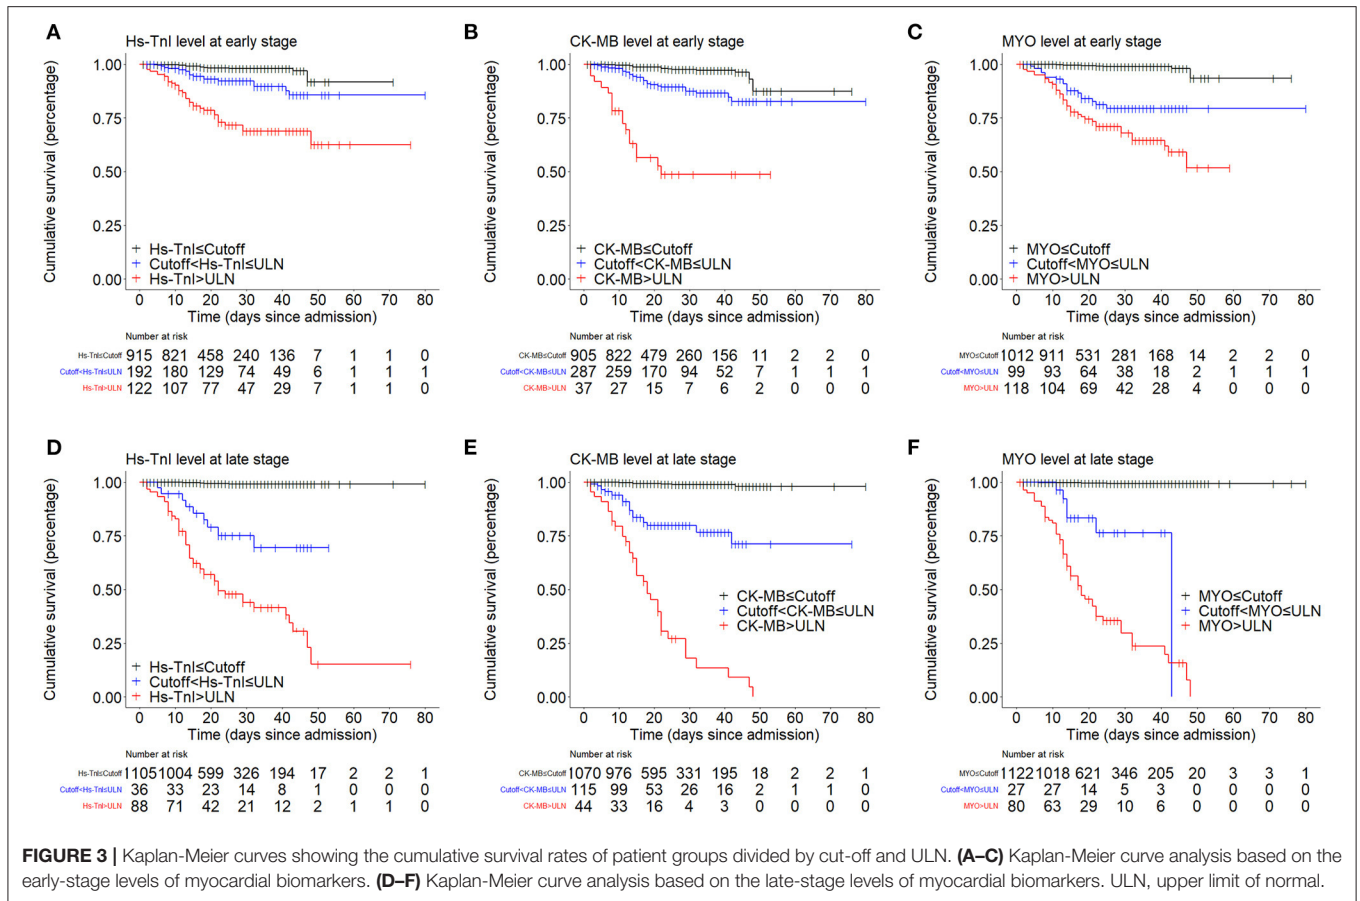 A
Hs-TnI level at early stage
Cumulative survival (percentage)
1.00
0.75
0.50
0.25
0.00
Hs-TnI≤Cutoff
Cutoff<Hs-TnI≤ULN
Hs-TnI>ULN
0 10 20 30 40 50 60 70 80
Time (days since admission)
Number at risk
Hs-TnI≤Cutoff 915 821 458 240 136 7 1 1 0
Cutoff<Hs-TnI≤ULN 192 180 129 74 49 6 1 1 1
Hs-TnI>ULN 122 107 77 47 29 7 1 1 0
B
CK-MB level at early stage
Cumulative survival (percentage)
1.00
0.75
0.50
0.25
0.00
CK-MB≤Cutoff
Cutoff<CK-MB≤ULN
CK-MB>ULN
0 10 20 30 40 50 60 70 80
Time (days since admission)
Number at risk
CK-MB≤Cutoff 905 822 479 260 156 11 2 2 0
Cutoff<CK-MB≤ULN 287 259 170 94 52 7 1 1 1
CK-MB>ULN 37 27 15 7 6 2 0 0 0
C
MYO level at early stage
Cumulative survival (percentage)
1.00
0.75
0.50
0.25
0.00
MYO≤Cutoff
Cutoff<MYO≤ULN
MYO>ULN
0 10 20 30 40 50 60 70 80
Time (days since admission)
Number at risk
MYO≤Cutoff 1012 911 531 281 168 14 2 2 0
Cutoff<MYO≤ULN 99 93 64 38 18 2 1 1 1
MYO>ULN 118 104 69 42 28 4 0 0 0
D
Hs-TnI level at late stage
Cumulative survival (percentage)
1.00
0.75
0.50
0.25
0.00
Hs-TnI≤Cutoff
Cutoff<Hs-TnI≤ULN
Hs-TnI>ULN
0 10 20 30 40 50 60 70 80
Time (days since admission)
Number at risk
Hs-TnI≤Cutoff 1105 1004 599 326 194 17 2 2 1
Cutoff<Hs-TnI≤ULN 36 33 23 14 8 1 0 0 0
Hs-TnI>ULN 88 71 42 21 12 2 1 1 0
E
CK-MB level at late stage
Cumulative survival (percentage)
1.00
0.75
0.50
0.25
0.00
CK-MB≤Cutoff
Cutoff<CK-MB≤ULN
CK-MB>ULN
0 10 20 30 40 50 60 70 80
Time (days since admission)
Number at risk
CK-MB≤Cutoff 1070 976 595 331 195 18 2 2 1
Cutoff<CK-MB≤ULN 115 99 53 26 16 2 1 1 0
CK-MB>ULN 44 33 16 4 3 0 0 0 0
F
MYO level at late stage
Cumulative survival (percentage)
1.00
0.75
0.50
0.25
0.00
MYO≤Cutoff
Cutoff<MYO≤ULN
MYO>ULN
0 10 20 30 40 50 60 70 80
Time (days since admission)
Number at risk
MYO≤Cutoff 1122 1018 621 346 205 20 3 3 1
Cutoff<MYO≤ULN 27 27 14 5 3 0 0 0 0
MYO>ULN 80 63 29 10 6 0 0 0 0
FIGURE 3 | Kaplan-Meier curves showing the cumulative survival rates of patient groups divided by cut-off and ULN. (A–C) Kaplan-Meier curve analysis based on the
early-stage levels of myocardial biomarkers. (D–F) Kaplan-Meier curve analysis based on the late-stage levels of myocardial biomarkers. ULN, upper limit of normal.